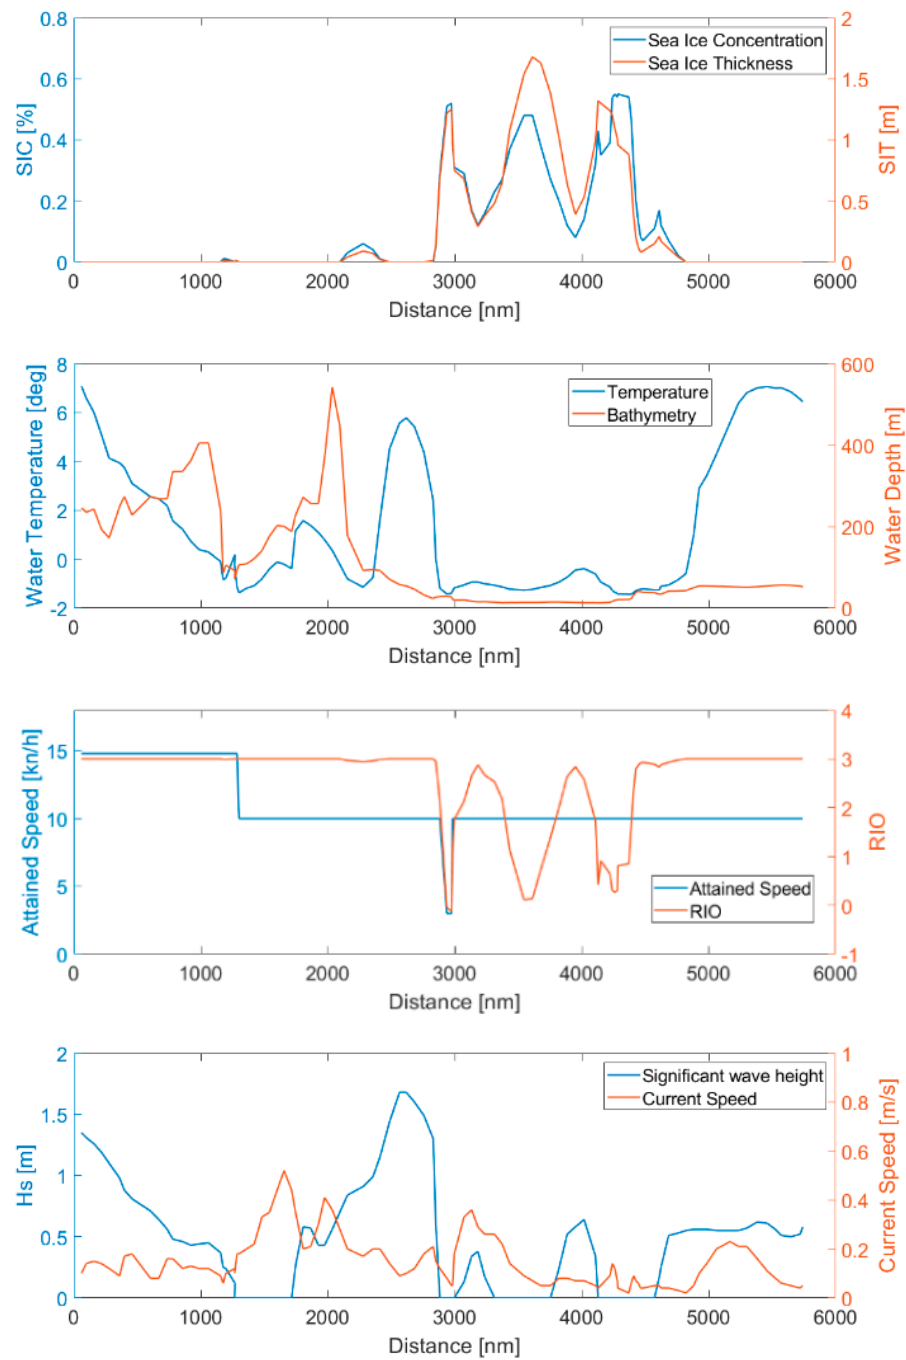 0.8
0.6
0.4
0.2
0
SIC [%]
2
1.5
1
0.5
0
SIT [m]
Sea Ice Concentration
Sea Ice Thickness
0 1000 2000 3000 4000 5000 6000
Distance [nm]
8
6
4
2
0
-2
Water Temperature [deg]
600
400
200
0
Water Depth [m]
Temperature
Bathymetry
0 1000 2000 3000 4000 5000 6000
Distance [nm]
15
10
5
0
Attained Speed [kn/h]
4
3
2
1
0
-1
RIO
Attained Speed
RIO
0 1000 2000 3000 4000 5000 6000
Distance [nm]
2
1.5
1
0.5
0
Hs [m]
1
0.8
0.6
0.4
0.2
0
Current Speed [m/s]
Significant wave height
Current Speed
0 1000 2000 3000 4000 5000 6000
Distance [nm]